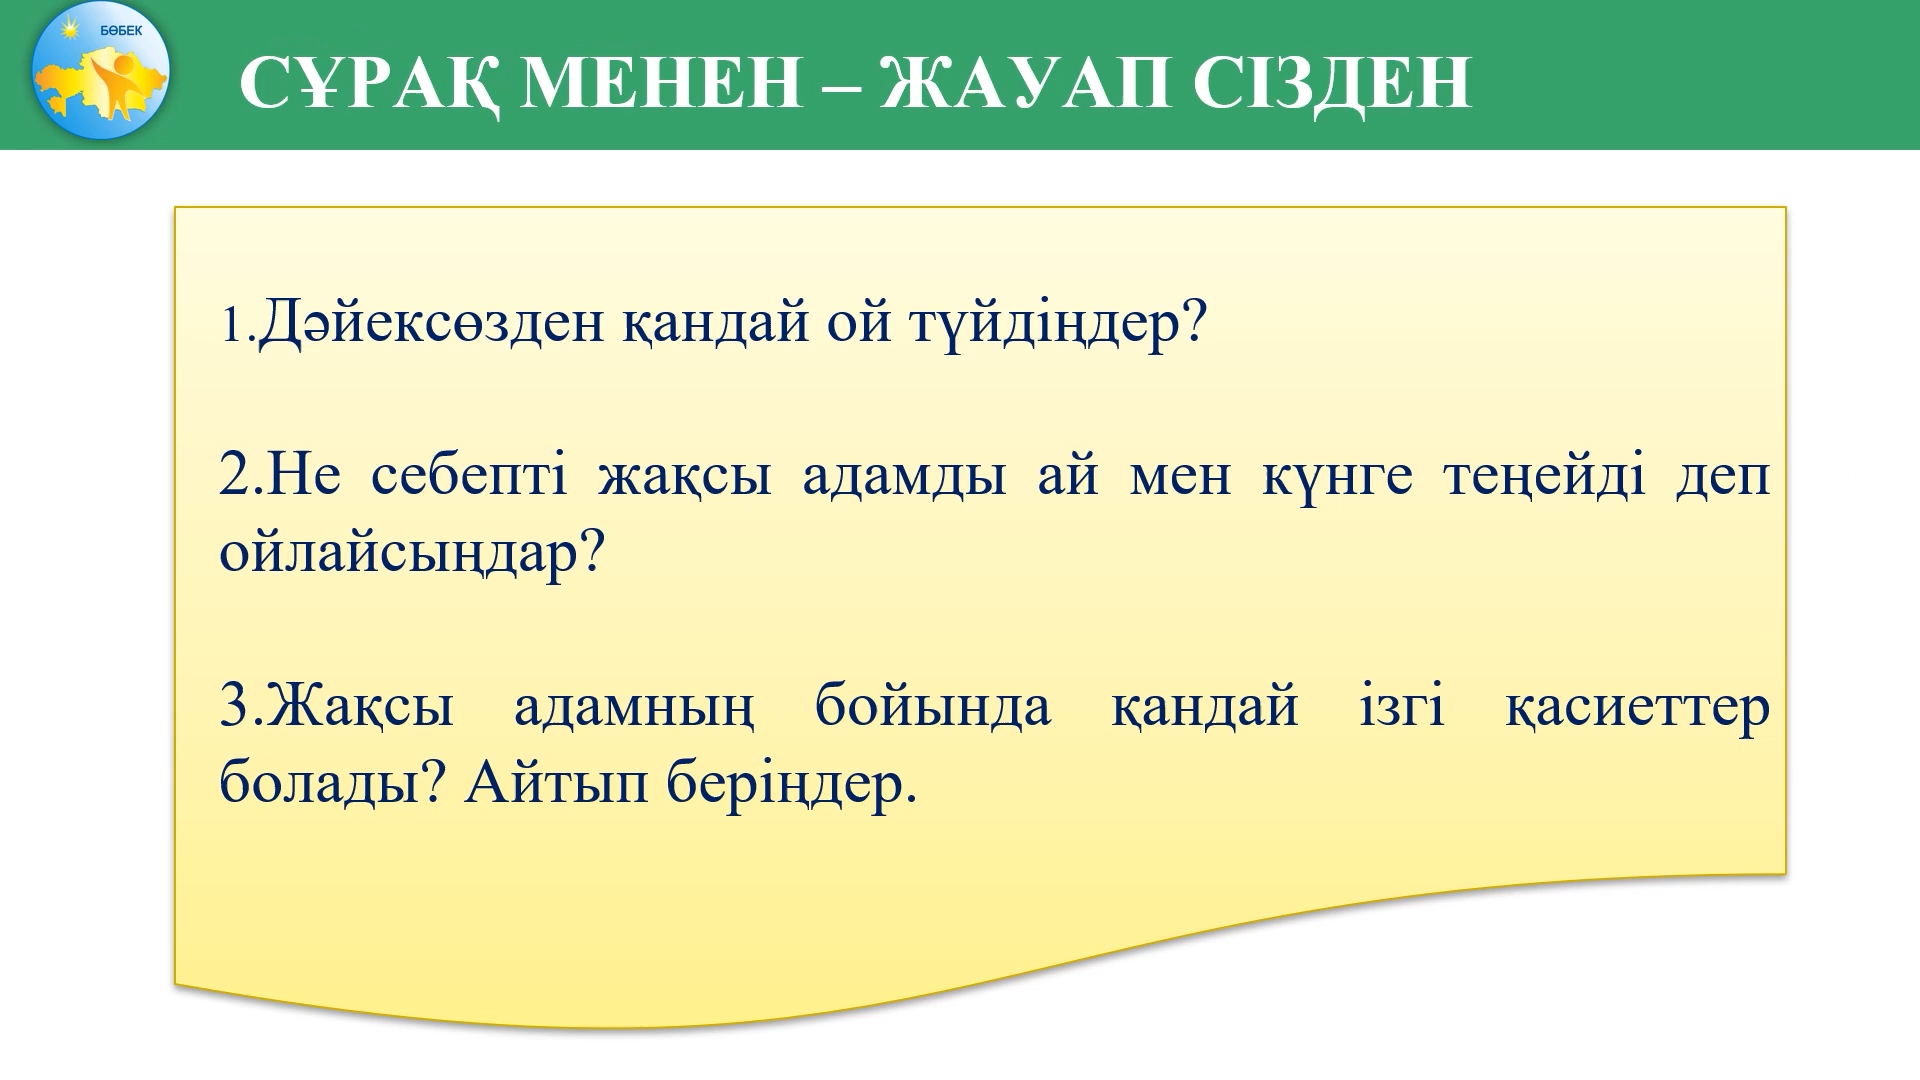 БӨБЕК
СҰРАҚ МЕНЕН – ЖАУАП СІЗДЕН
1.Дәйексөзден қандай ой түйдіңдер?
2.Не себепті жақсы адамды ай мен күнге теңейді деп
ойлайсыңдар?
3.Жақсы адамның бойында қандай ізгі қасиеттер
болады? Айтып беріңдер.